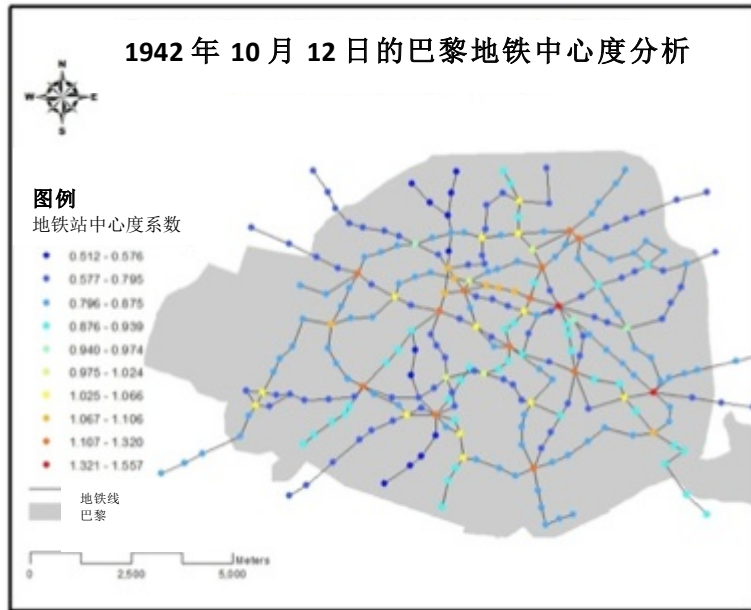 1942 年 10 月 12 日的巴黎地铁中心度分析
N
W E
S
图例
地铁站中心度系数
0.512 - 0.576
0.577 - 0.795
0.796 - 0.875
0.876 - 0.939
0.940 - 0.974
0.975 - 1.024
1.025 - 1.066
1.067 - 1.106
1.107 - 1.320
1.321 - 1.557
地铁线
巴黎
Meters
0 2,500 5,000